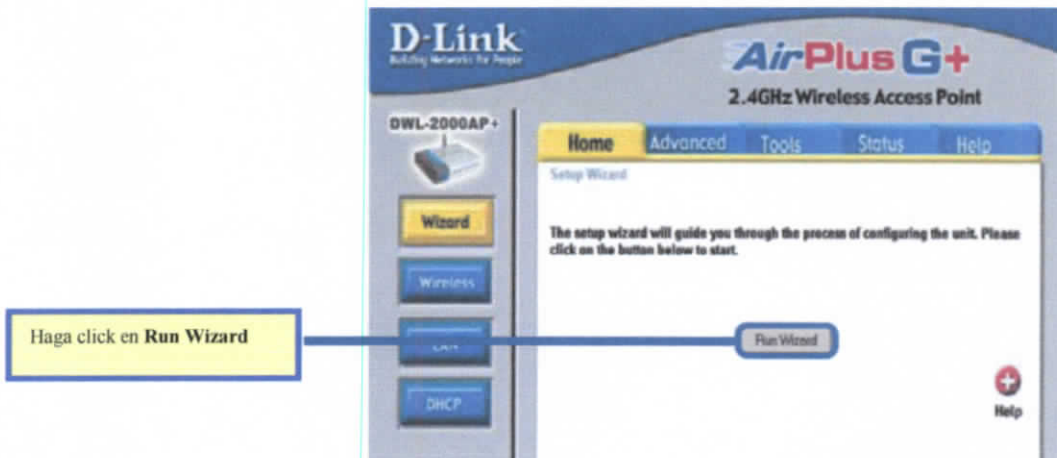 D-Link
Building Networks for People
AirPlus G+
2.4GHz Wireless Access Point
DWL-2000AP+
Home Advanced Tools Status Help
Setup Wizard
Wizard
The setup wizard will guide you through the process of configuring the unit. Please
click on the button below to start.
Wireless
Haga click en Run Wizard
LAN
Run Wizard
DHCP
Help